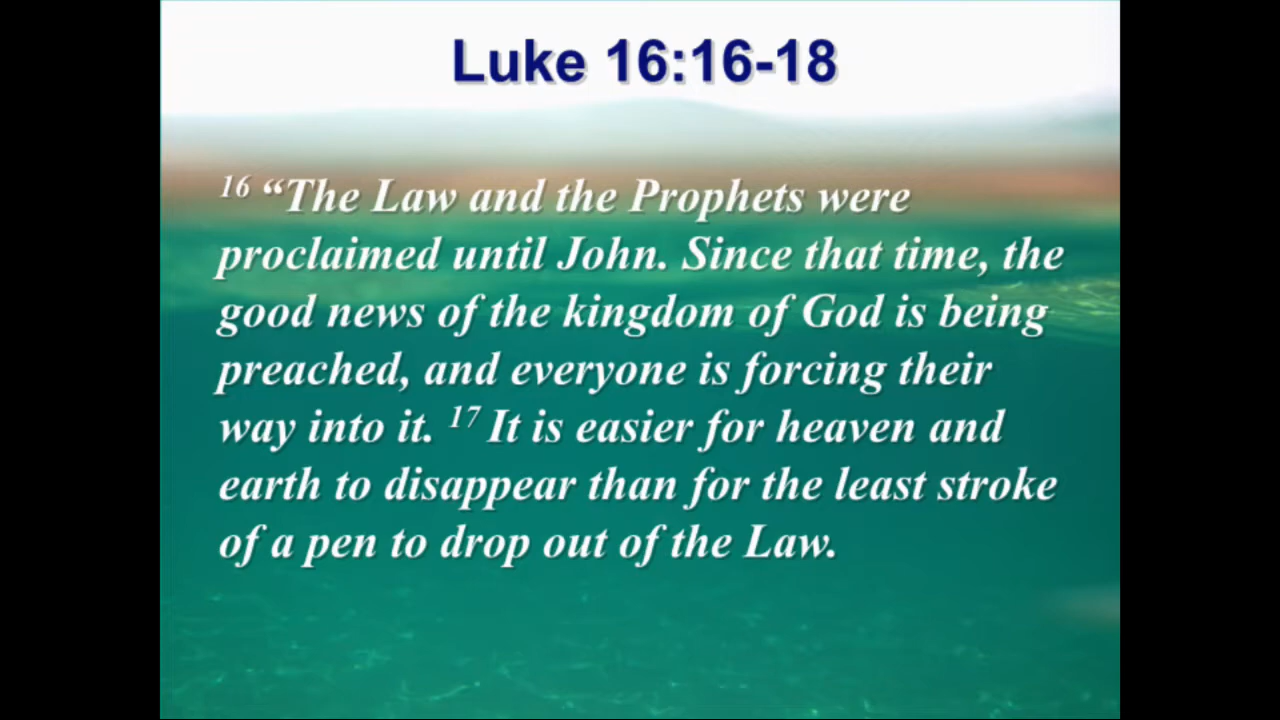 Luke 16:16-18
16 “The Law and the Prophets were
proclaimed until John. Since that time, the
good news of the kingdom of God is being
preached, and everyone is forcing their
way into it. 17 It is easier for heaven and
earth to disappear than for the least stroke
of a pen to drop out of the Law.